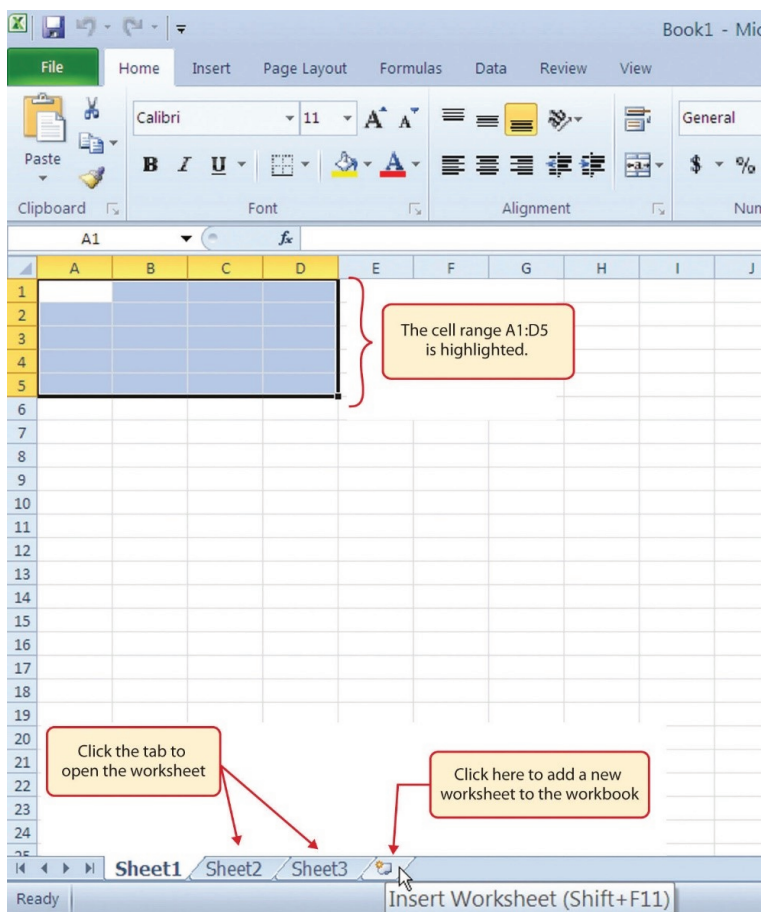 Book1 - Mic
File Home Insert Page Layout Formulas Data Review View
Calibri 11 A A General
Paste B I U A a $ %
Clipboard Font Alignment Num
A1 fx
A B C D E F G H I J
1
2
3
4
5
The cell range A1:D5
is highlighted.
6
7
8
9
10
11
12
13
14
15
16
17
18
19
20
21
22
23
24
25
Click the tab to
open the worksheet
Click here to add a new
worksheet to the workbook
Sheet1 Sheet2 Sheet3
Ready
Insert Worksheet (Shift+F11)